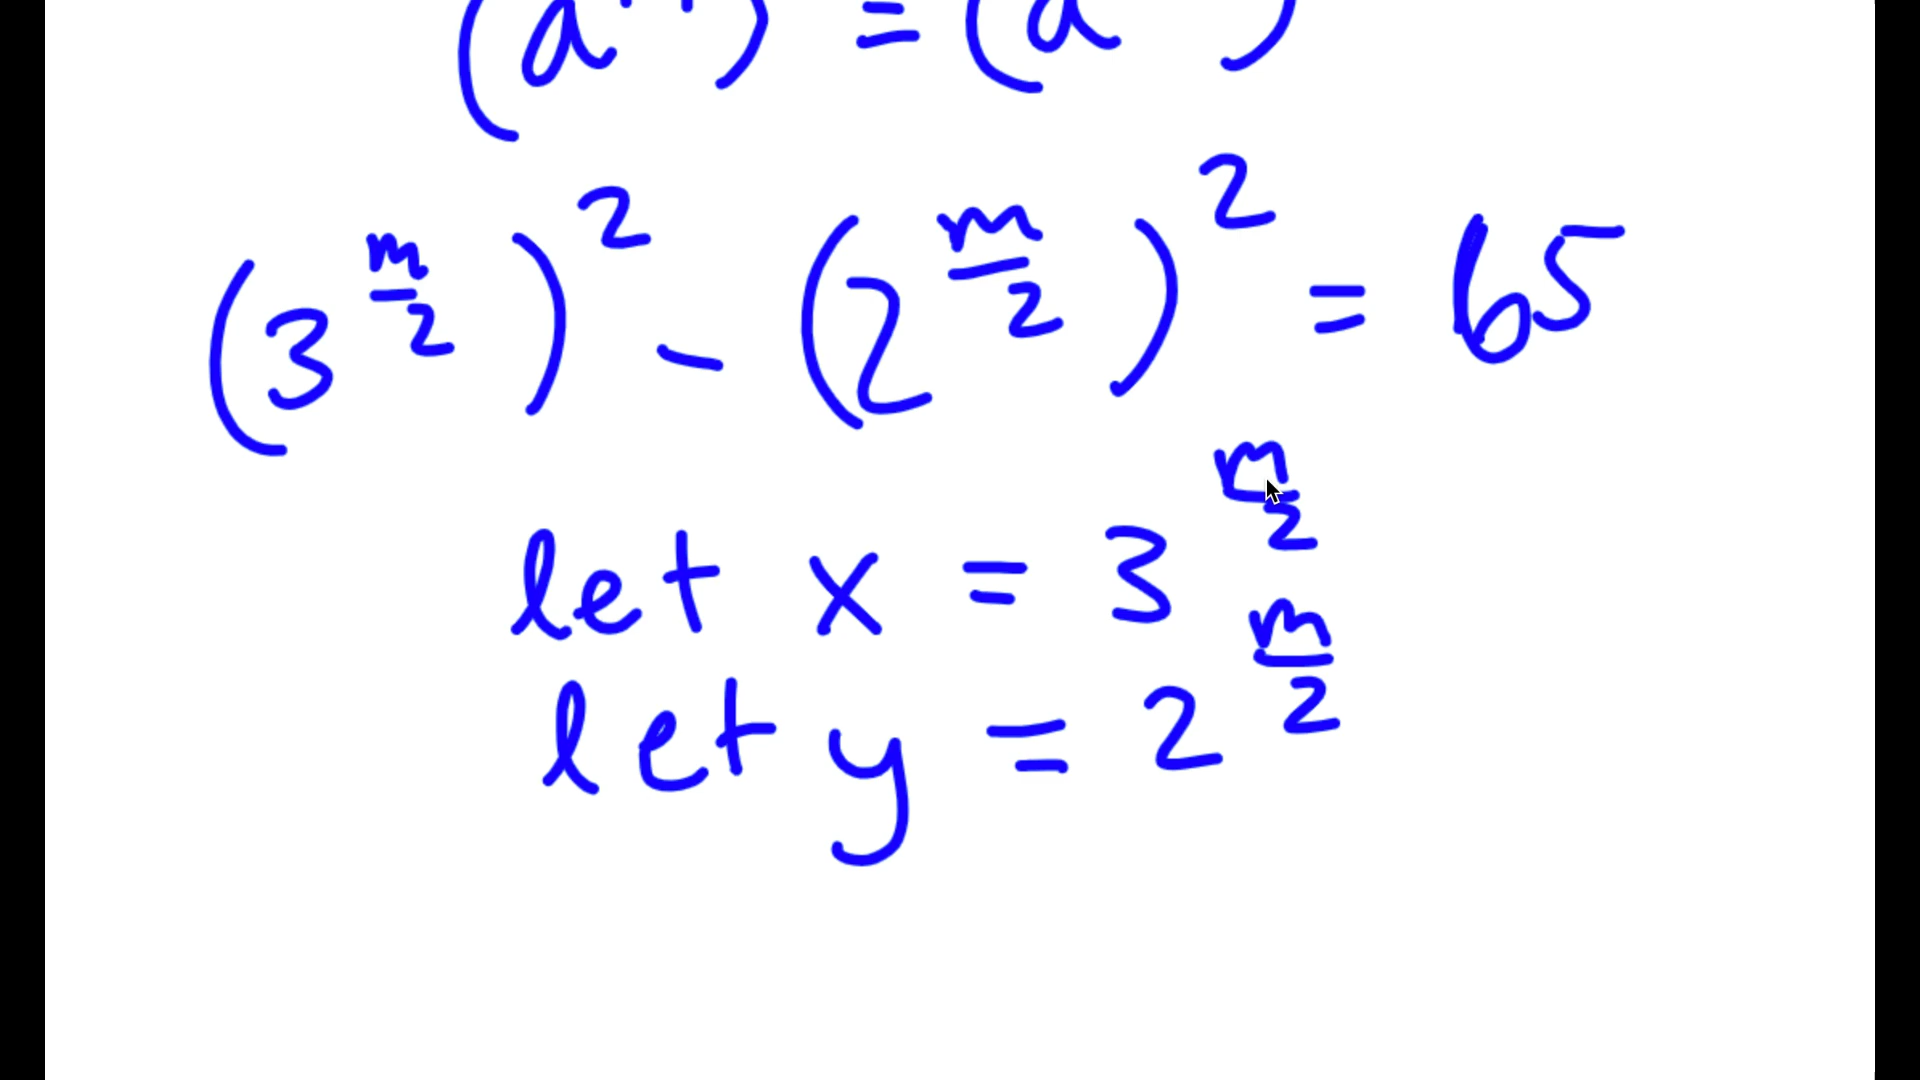 (a ) = (a )
(3^(m/2))^2 - (2^(m/2))^2 = 65
let x = 3^(m/2)
let y = 2^(m/2)